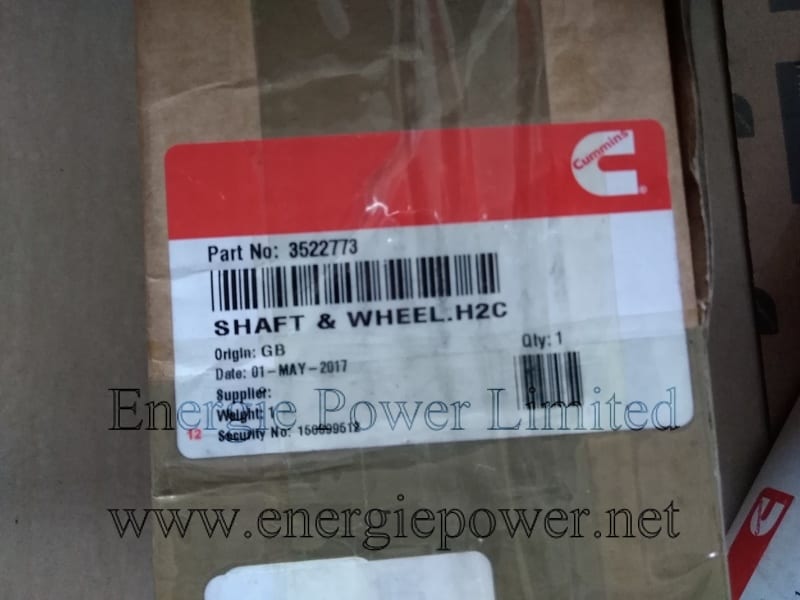 Cummins
Part No: 3522773
SHAFT & WHEEL.H2C
Origin: GB
Qty: 1
Date: 01-MAY-2017
Supplier:
Energie Power Limited
Weight: 1
12 Security No:
www.energiepower.net